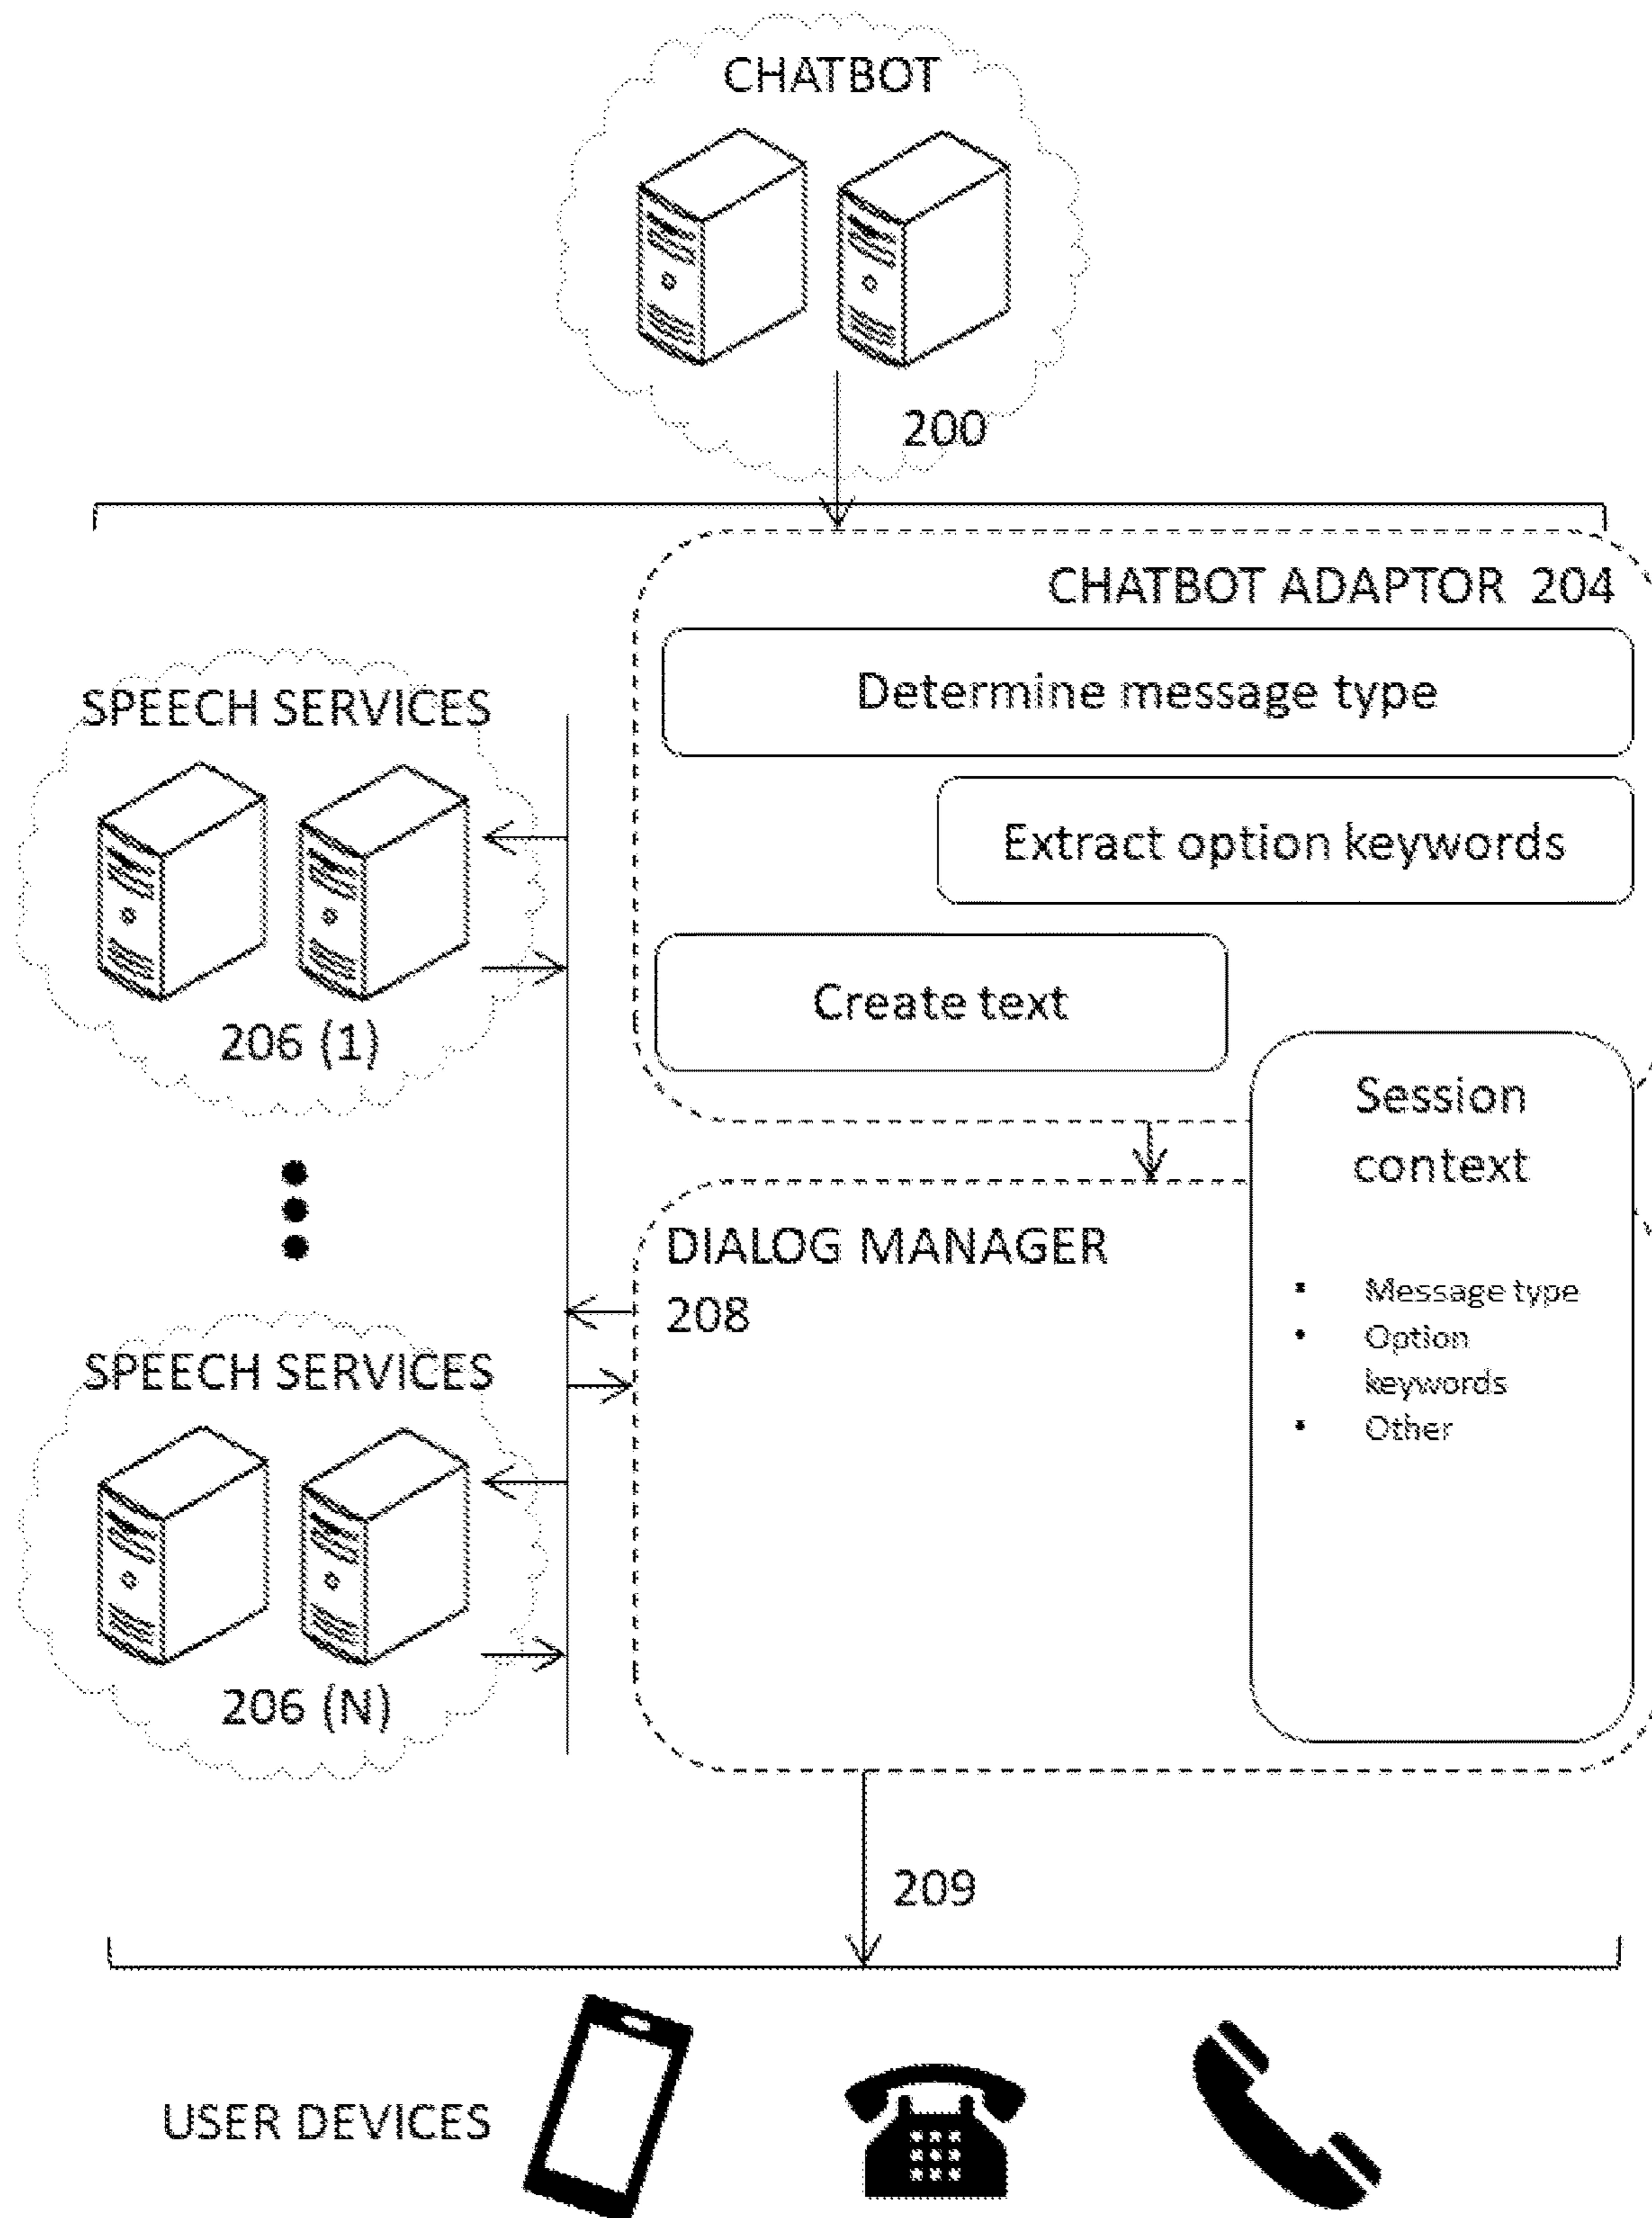 CHATBOT
200
CHATBOT ADAPTOR 204
Determine message type
Extract option keywords
Create text
SPEECH SERVICES
206 (1)
Session
context
• Message type
• Option
keywords
• Other
DIALOG MANAGER
208
SPEECH SERVICES
206 (N)
209
USER DEVICES